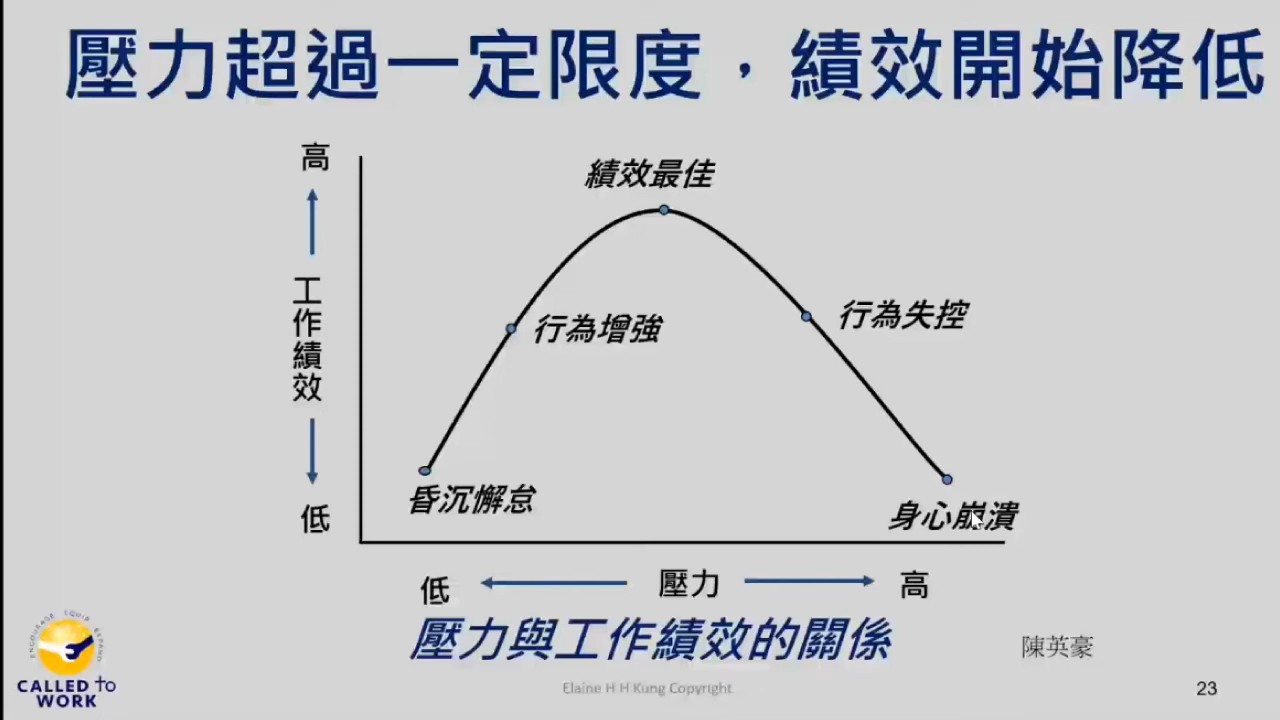 壓力超過一定限度，績效開始降低
高
績效最佳
工作績效
行為增強
行為失控
昏沉懈怠
身心崩潰
低
低
壓力
高
壓力與工作績效的關係
陳英豪
ENCOURAGE EQUIP EXPAND
CALLED to
WORK
Elaine H H Kung Copyright
23